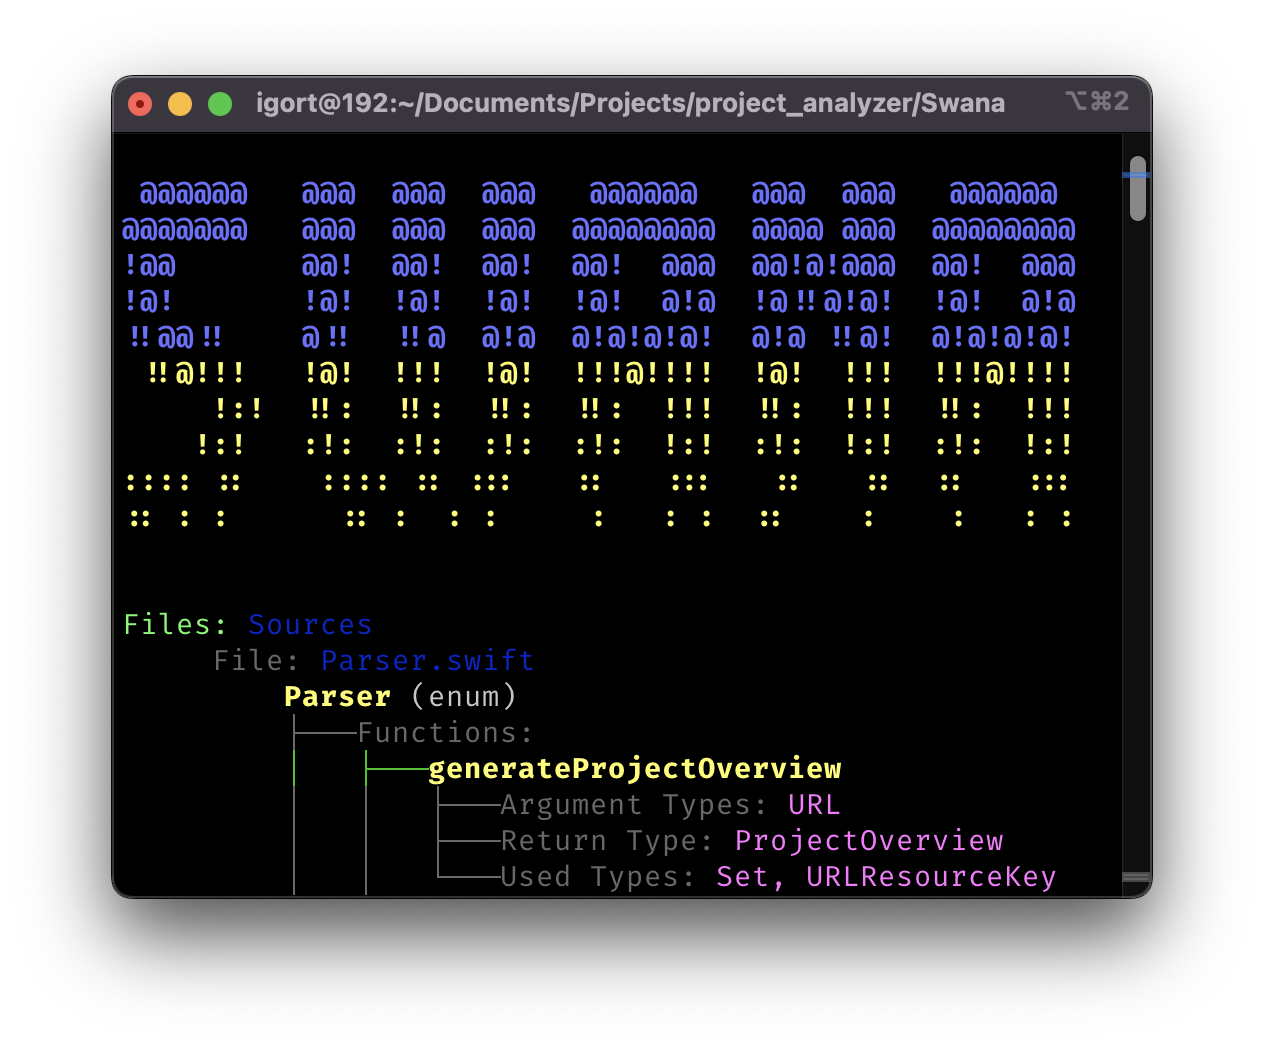 igort@192:~/Documents/Projects/project_analyzer/Swana ⌥⌘2
 @@@@@@   @@@  @@@  @@@   @@@@@@   @@@  @@@   @@@@@@
@@@@@@@   @@@  @@@  @@@  @@@@@@@@  @@@@ @@@  @@@@@@@@
!@@       @@!  @@!  @@!  @@!  @@@  @@!@!@@@  @@!  @@@
!@!       !@!  !@!  !@!  !@!  @!@  !@!!@!@!  !@!  @!@
!!@@!!    @!!  !!@  @!@  @!@!@!@!  @!@ !!@!  @!@!@!@!
 !!@!!!   !@!  !!!  !@!  !!!@!!!!  !@!  !!!  !!!@!!!!
     !:!  !!:  !!:  !!:  !!:  !!!  !!:  !!!  !!:  !!!
    !:!   :!:  :!:  :!:  :!:  !:!  :!:  !:!  :!:  !:!
:::: ::    :::: :: :::   ::   :::   ::   ::  ::   :::
:: : :      :: :  : :     :   : :  ::    :    :   : :
Files: Sources
File: Parser.swift
Parser (enum)
Functions:
generateProjectOverview
Argument Types: URL
Return Type: ProjectOverview
Used Types: Set, URLResourceKey